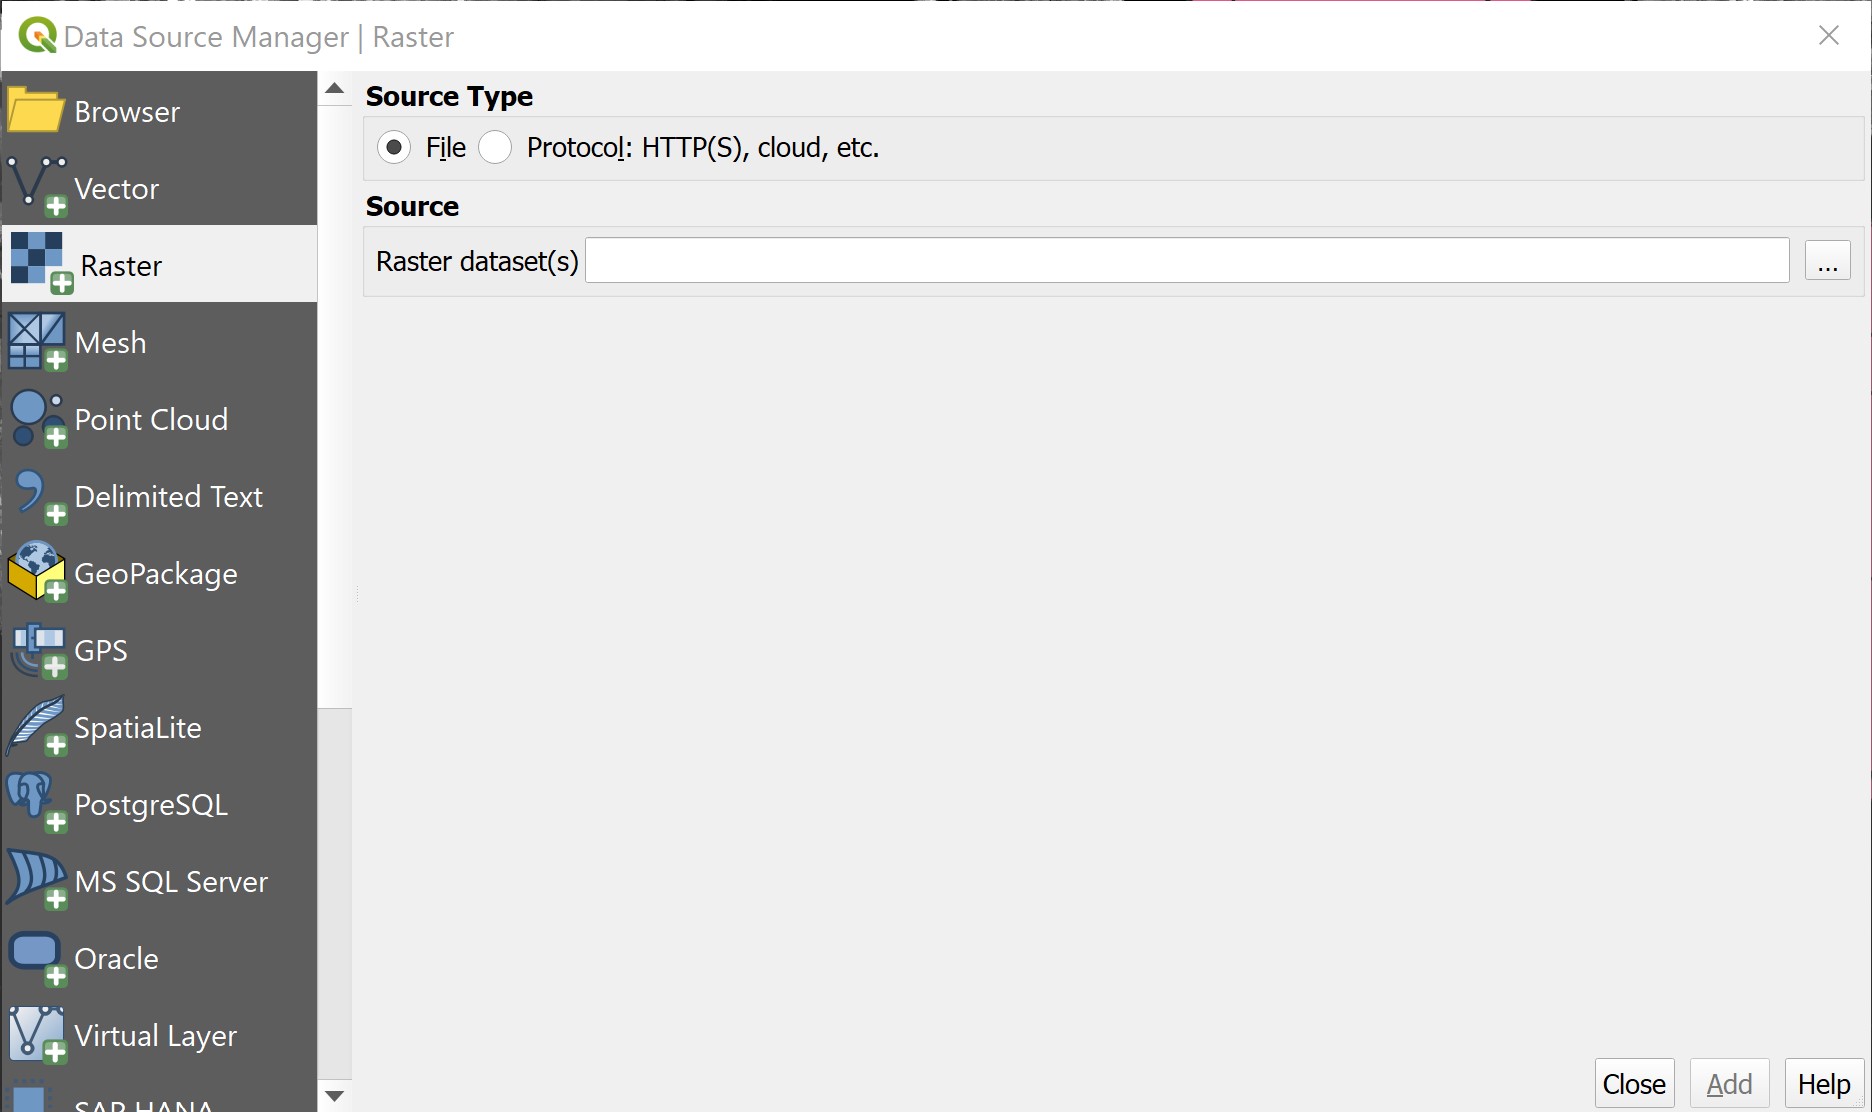 Data Source Manager | Raster
Browser
Vector
Raster
Mesh
Point Cloud
Delimited Text
GeoPackage
GPS
SpatiaLite
PostgreSQL
MS SQL Server
Oracle
Virtual Layer
SAP HANA
Source Type
File
Protocol: HTTP(S), cloud, etc.
Source
Raster dataset(s)
...
Close
Add
Help